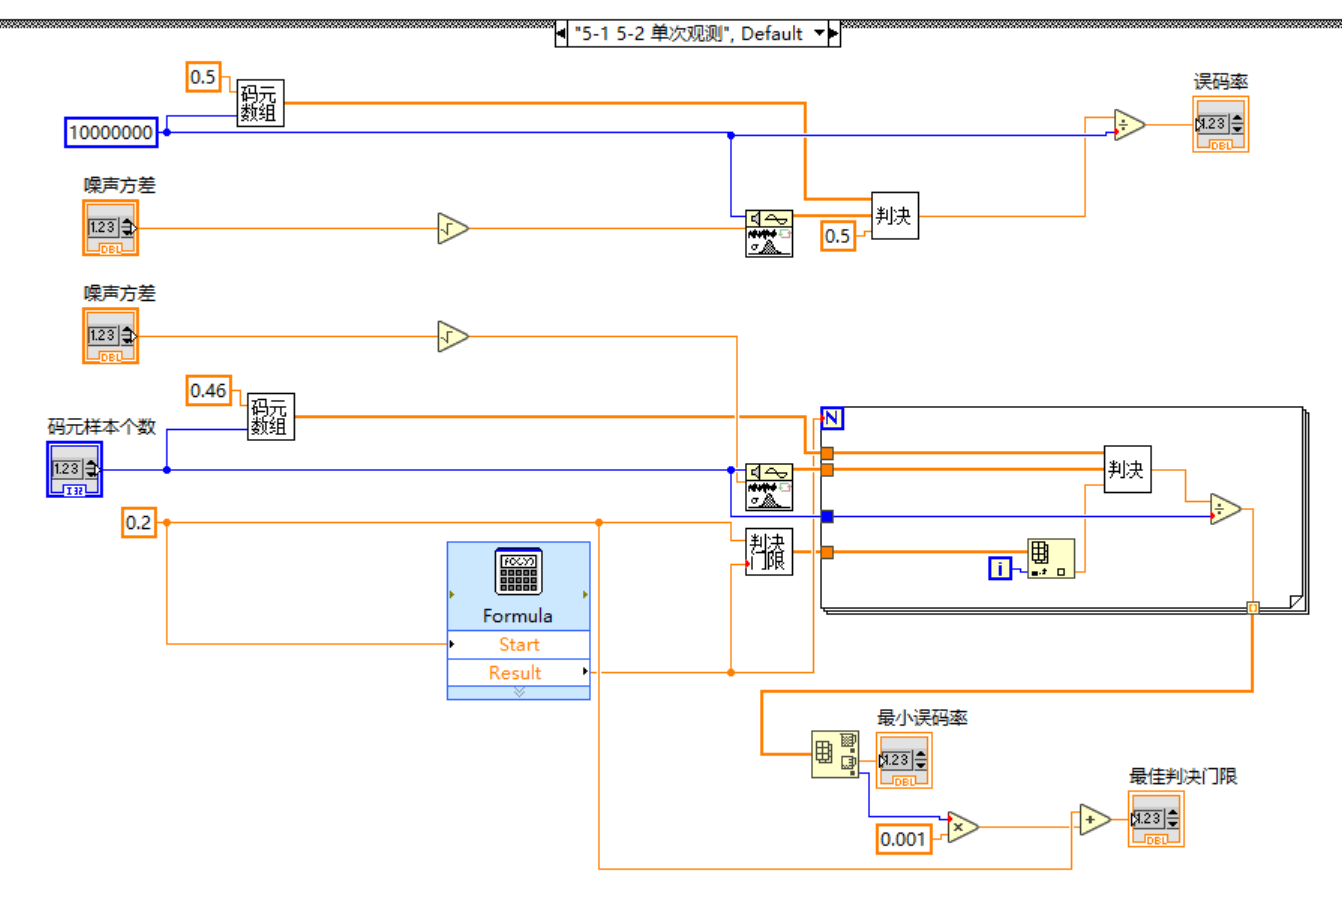 "5-1 5-2 单次观测", Default
0.5
码元
数组
误码率
10000000
÷
1.23
DBL
噪声方差
1.23
DBL
√
σ
0.5
判决
噪声方差
1.23
DBL
√
0.46
码元
数组
N
码元样本个数
1.23
I32
σ
判决
÷
0.2
判决
门限
i
F(X,Y)
Formula
Start
Result
最小误码率
1.23
DBL
最佳判决门限
0.001
×
+
1.23
DBL